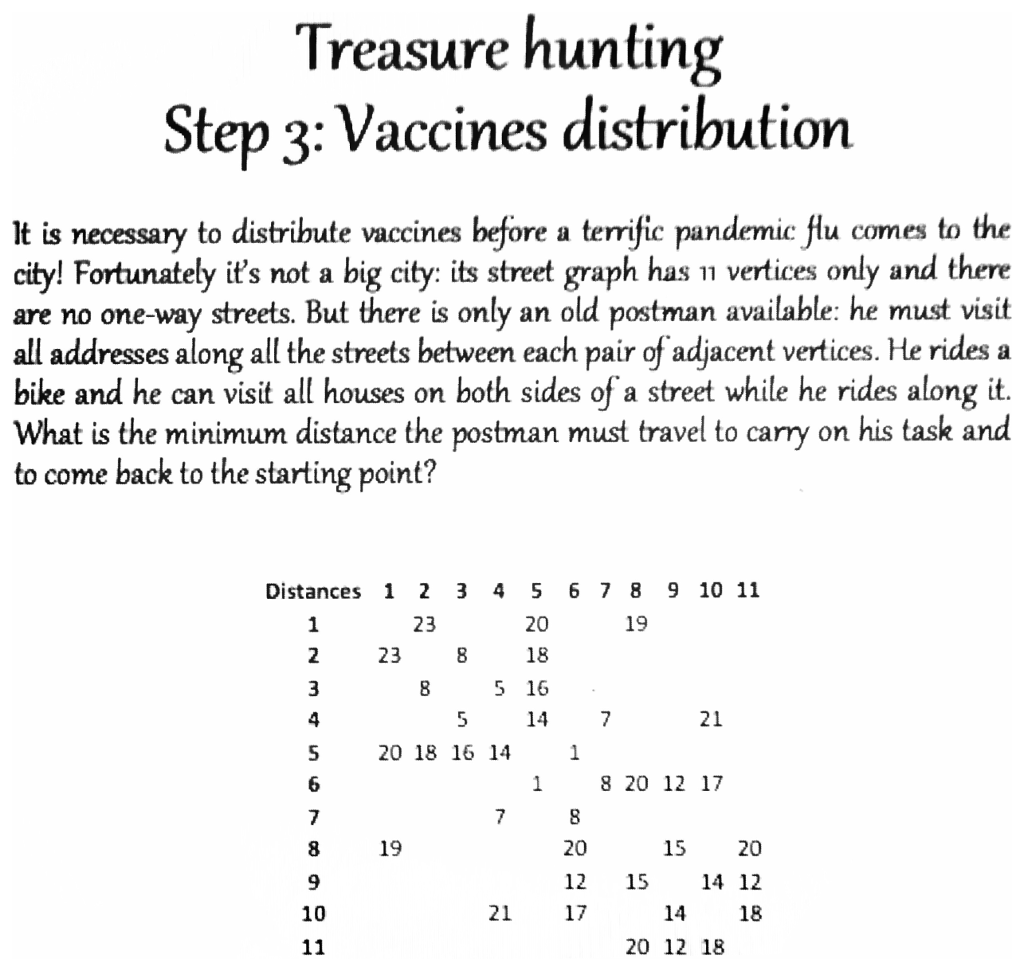 Treasure hunting
Step 3: Vaccines distribution
It is necessary to distribute vaccines before a terrific pandemic flu comes to the
city! Fortunately it's not a big city: its street graph has 11 vertices only and there
are no one-way streets. But there is only an old postman available: he must visit
all addresses along all the streets between each pair of adjacent vertices. He rides a
bike and he can visit all houses on both sides of a street while he rides along it.
What is the minimum distance the postman must travel to carry on his task and
to come back to the starting point?
Distances 1 2 3 4 5 6 7 8 9 10 11
1 23 20 19
2 23 8 18
3 8 5 16
4 5 14 7 21
5 20 18 16 14 1
6 1 8 20 12 17
7 7 8
8 19 20 15 20
9 12 15 14 12
10 21 17 14 18
11 20 12 18